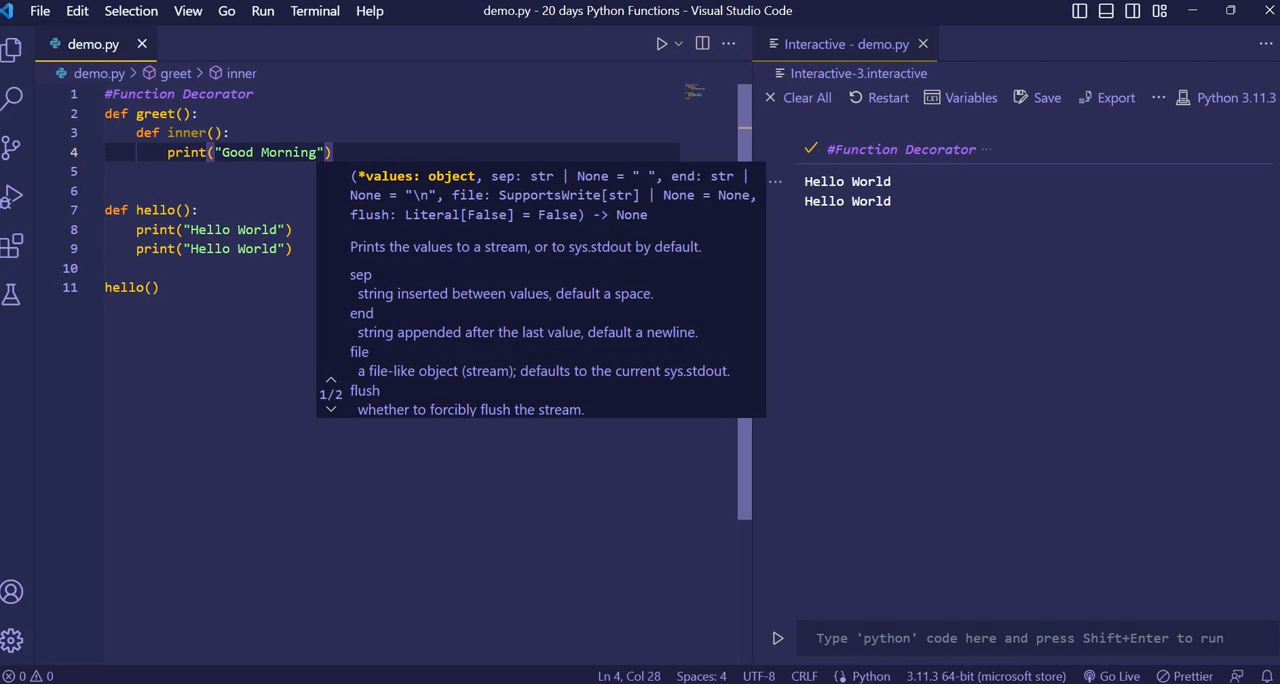 File Edit Selection View Go Run Terminal Help demo.py - 20 days Python Functions - Visual Studio Code
demo.py
demo.py > greet > inner
1 #Function Decorator
2 def greet():
3 def inner():
4 print("Good Morning")
5
6
7 def hello():
8 print("Hello World")
9 print("Hello World")
10
11 hello()
(*values: object, sep: str | None = " ", end: str |
None = "\n", file: SupportsWrite[str] | None = None,
flush: Literal[False] = False) -> None
Prints the values to a stream, or to sys.stdout by default.
sep
string inserted between values, default a space.
end
string appended after the last value, default a newline.
file
a file-like object (stream); defaults to the current sys.stdout.
1/2
flush
whether to forcibly flush the stream.
Interactive - demo.py
Interactive-3.interactive
Clear All Restart Variables Save Export ··· Python 3.11.3
#Function Decorator ···
Hello World
Hello World
Type 'python' code here and press Shift+Enter to run
0 0 Ln 4, Col 28 Spaces: 4 UTF-8 CRLF Python 3.11.3 64-bit (microsoft store) Go Live Prettier